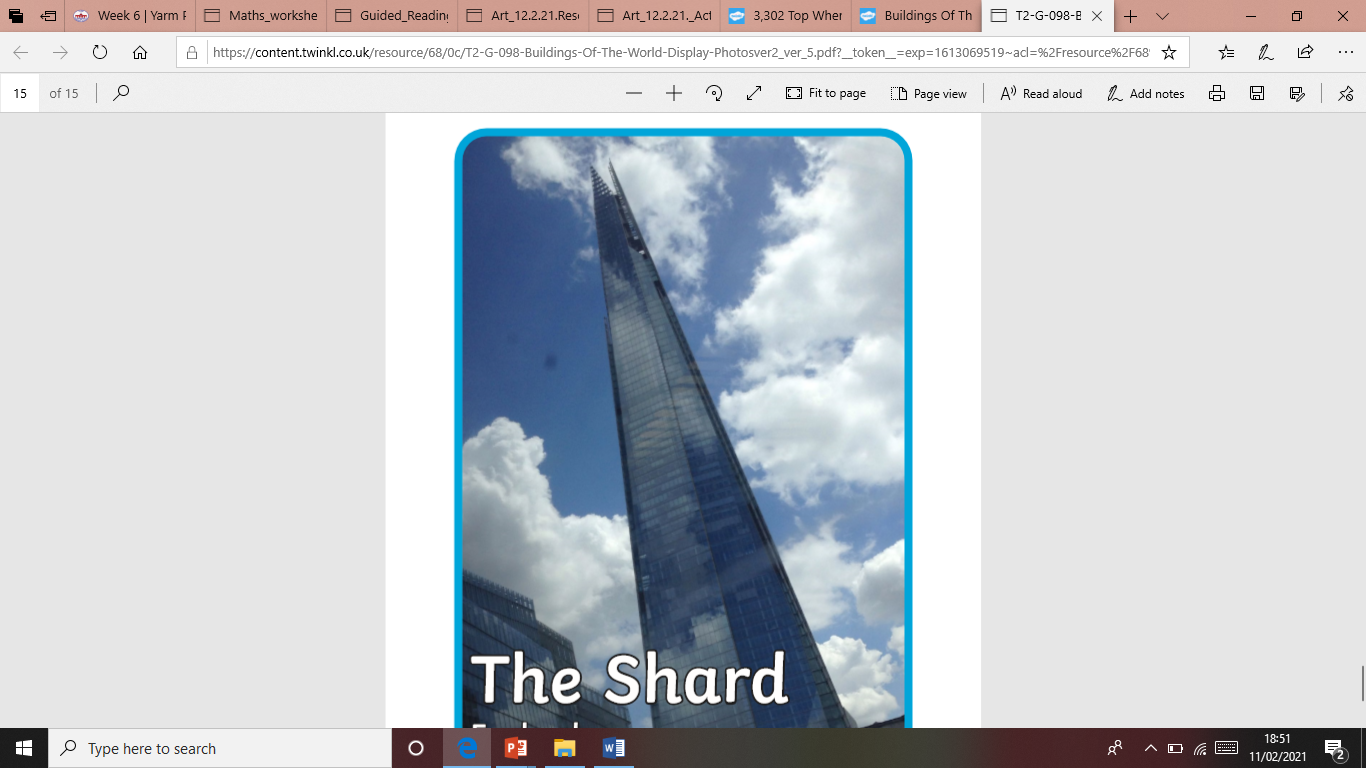 Week 6 | Yarm P
Maths_workshe
Guided_Reading
Art_12.2.21.Res
Art_12.2.21._Act
3,302 Top Wher
Buildings Of Th
T2-G-098-B
https://content.twinkl.co.uk/resource/68/0c/T2-G-098-Buildings-Of-The-World-Display-Photosver2_ver_5.pdf?__token__=exp=1613069519~acl=%2Fresource%2F68
15 of 15
Fit to page
Page view
Read aloud
Add notes
The Shard
Type here to search
18:51
11/02/2021
2